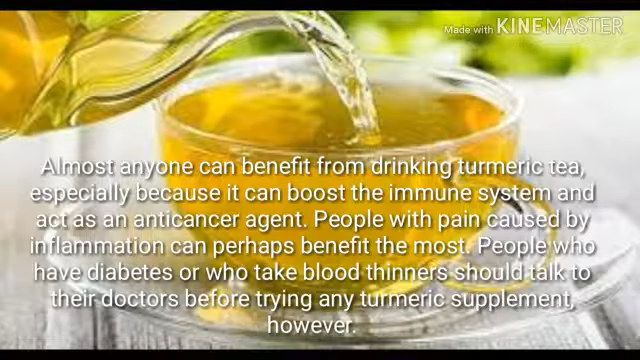 Made with KINEMASTER
Almost anyone can benefit from drinking turmeric tea,
especially because it can boost the immune system and
act as an anticancer agent. People with pain caused by
inflammation can perhaps benefit the most. People who
have diabetes or who take blood thinners should talk to
their doctors before trying any turmeric supplement,
however.